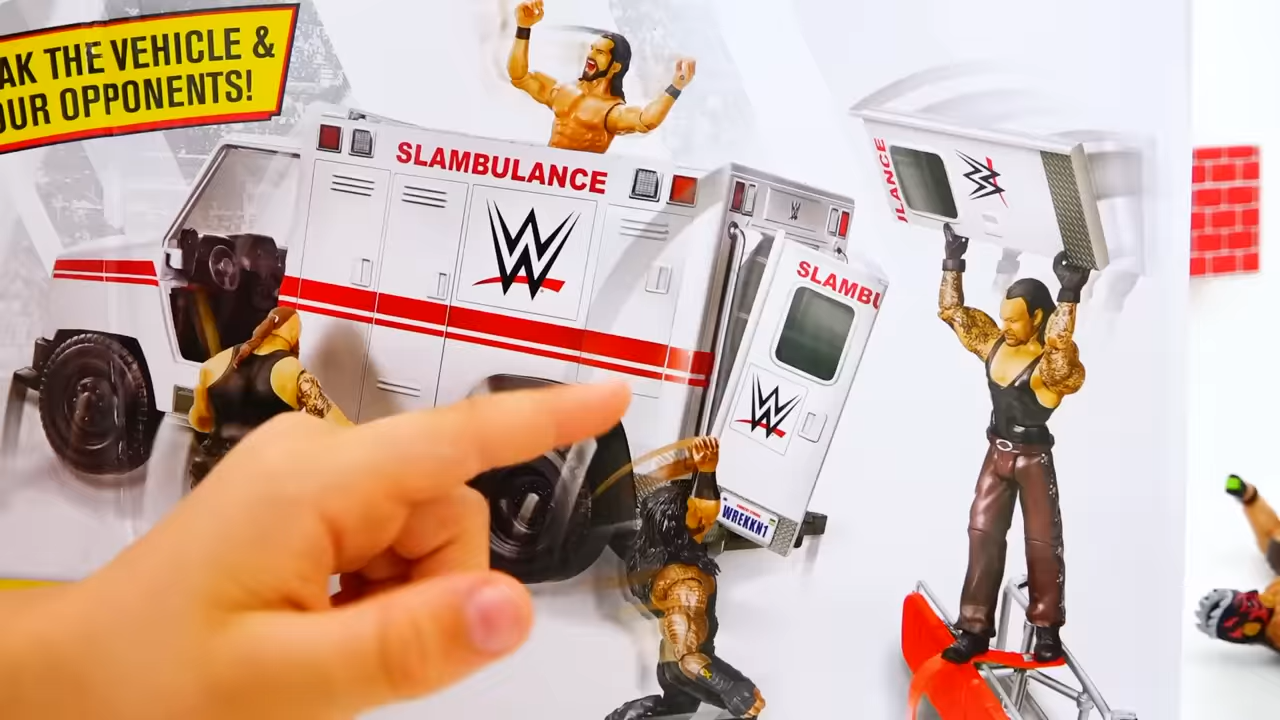 AK THE VEHICLE &
OUR OPPONENTS!
SLAMBULANCE
W
W
SLAMBU
W
WREKKN1
LANCE
W